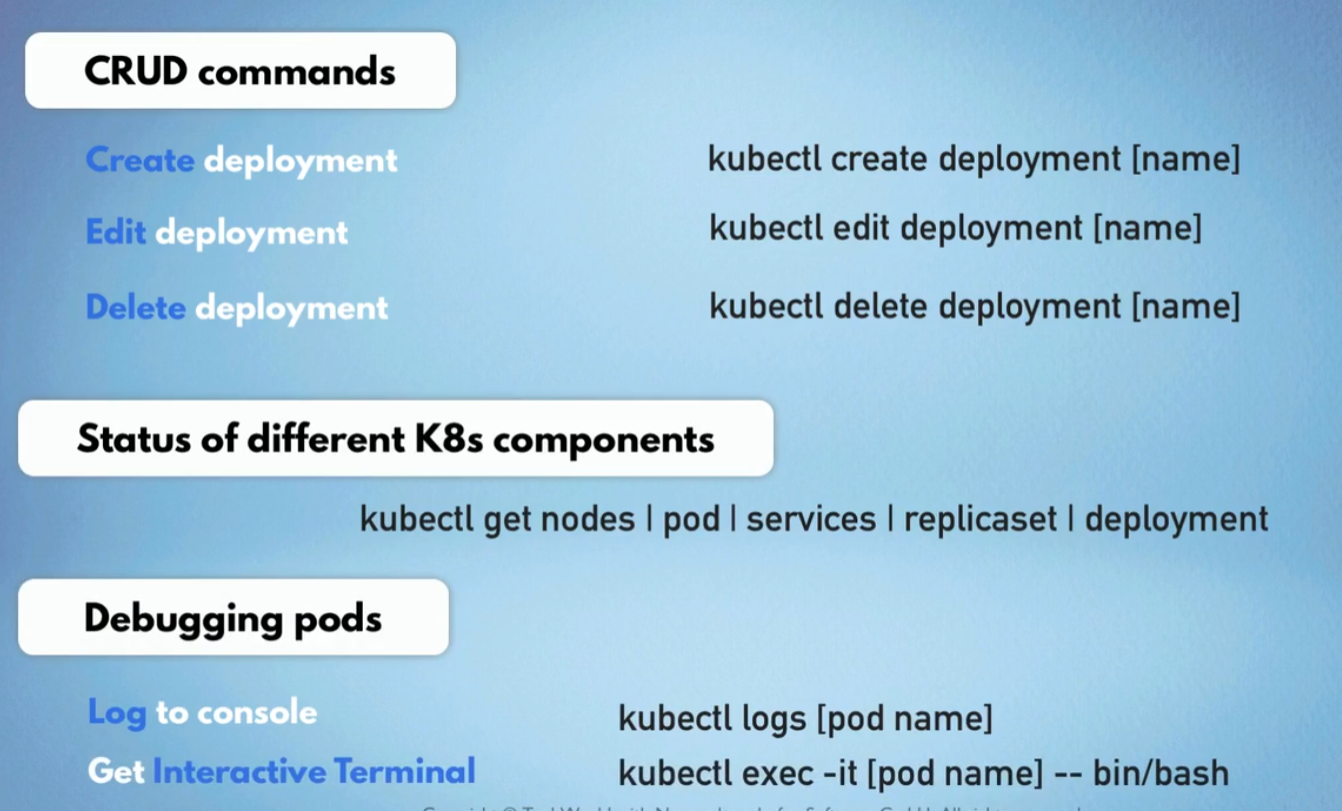 CRUD commands
Create deployment kubectl create deployment [name]
Edit deployment kubectl edit deployment [name]
Delete deployment kubectl delete deployment [name]
Status of different K8s components
kubectl get nodes | pod | services | replicaset | deployment
Debugging pods
Log to console kubectl logs [pod name]
Get Interactive Terminal kubectl exec -it [pod name] -- bin/bash